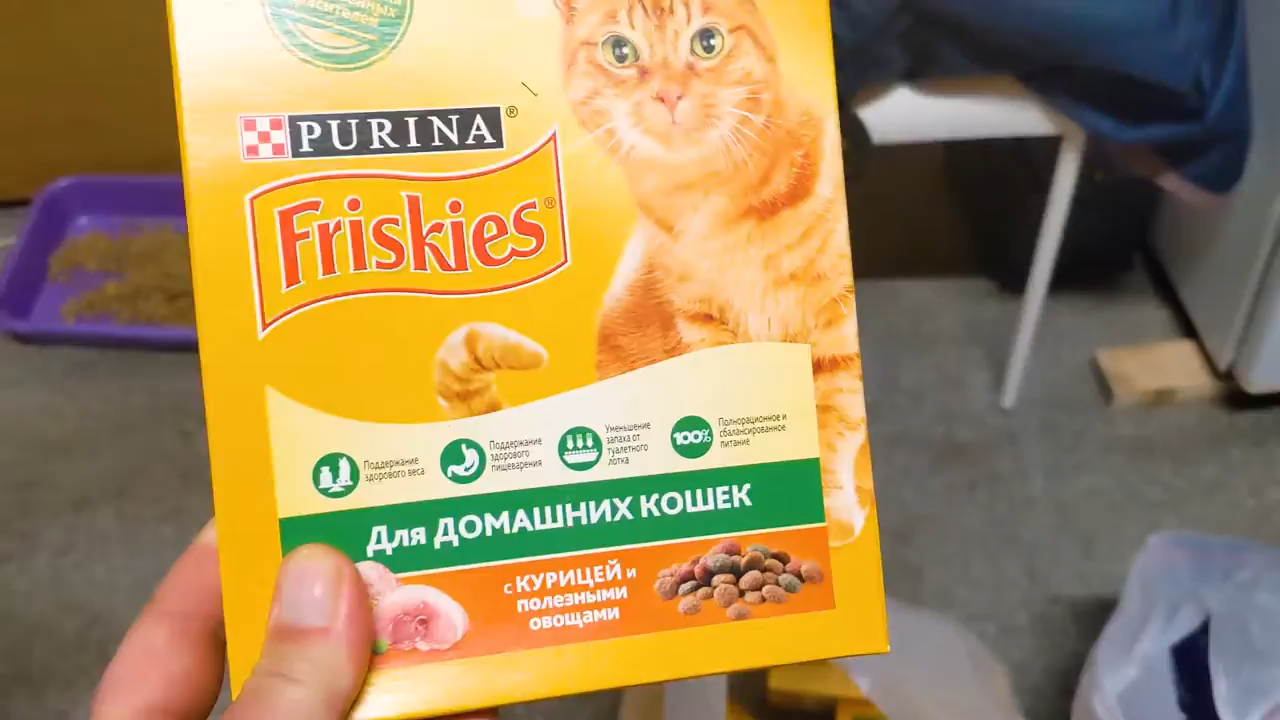 PURINA®
Friskies®
Поддержание
здорового веса
Поддержание
здорового
пищеварения
Уменьшение
запаха от
туалетного
лотка
100%
Полнорационное и
сбалансированное
питание
Для ДОМАШНИХ КОШЕК
с КУРИЦЕЙ и
полезными
овощами